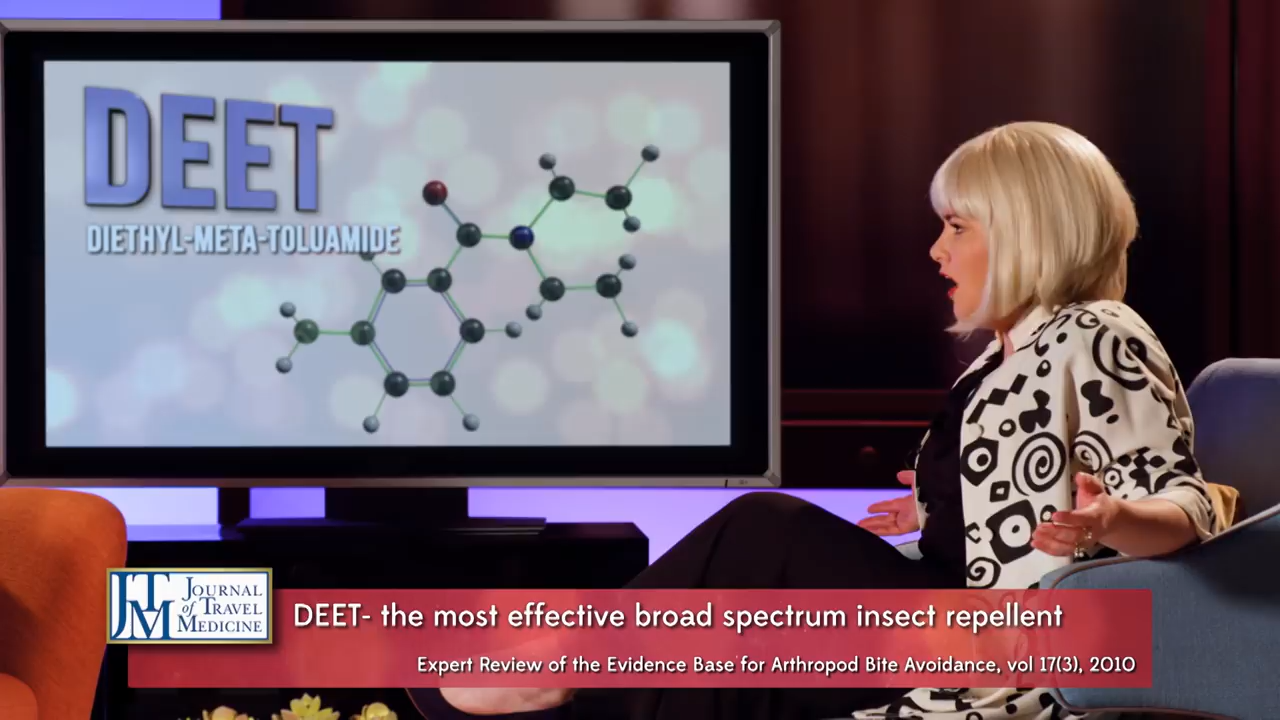 DEET
DIETHYL-META-TOLUAMIDE
JTM
JOURNAL
of TRAVEL
MEDICINE
DEET- the most effective broad spectrum insect repellent
Expert Review of the Evidence Base for Arthropod Bite Avoidance, vol 17(3), 2010